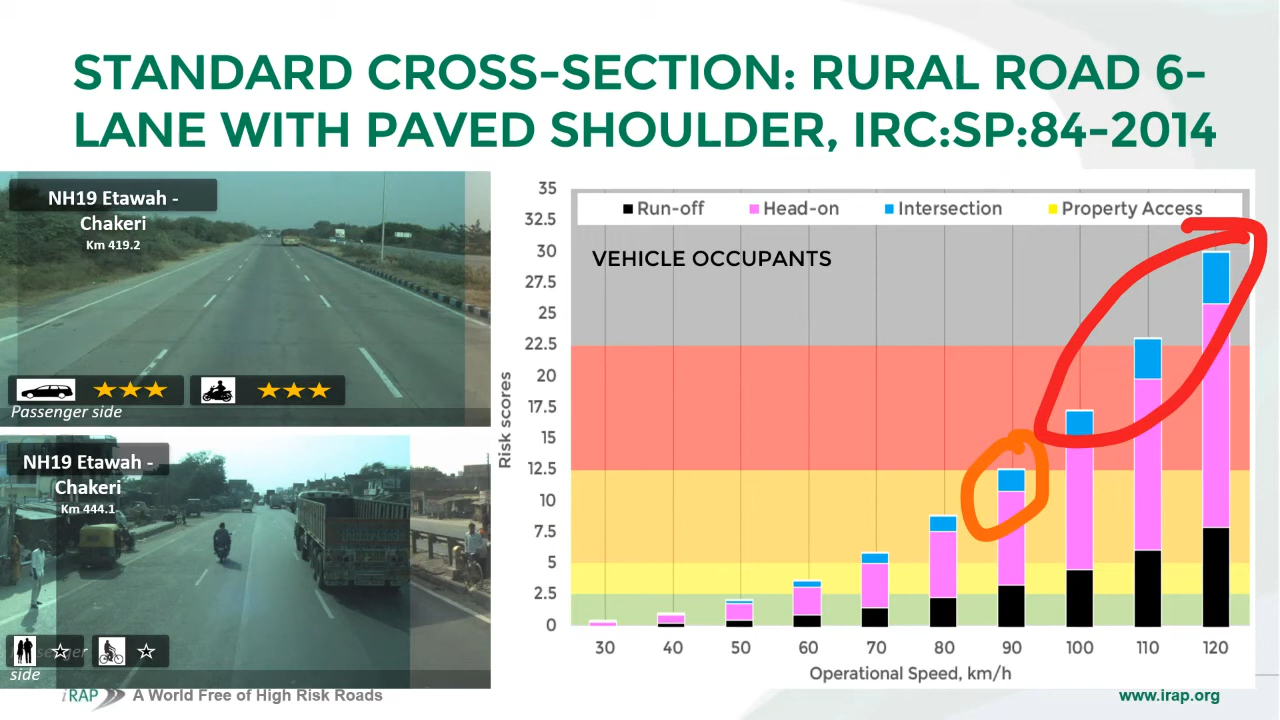 STANDARD CROSS-SECTION: RURAL ROAD 6-
LANE WITH PAVED SHOULDER, IRC:SP:84-2014
NH19 Etawah -
Chakeri
Km 419.2
Passenger side
NH19 Etawah -
Chakeri
Km 444.1
side
Run-off Head-on Intersection Property Access
VEHICLE OCCUPANTS
Risk scores
35
32.5
30
27.5
25
22.5
20
17.5
15
12.5
10
7.5
5
2.5
0
30 40 50 60 70 80 90 100 110 120
Operational Speed, km/h
iRAP A World Free of High Risk Roads
www.irap.org